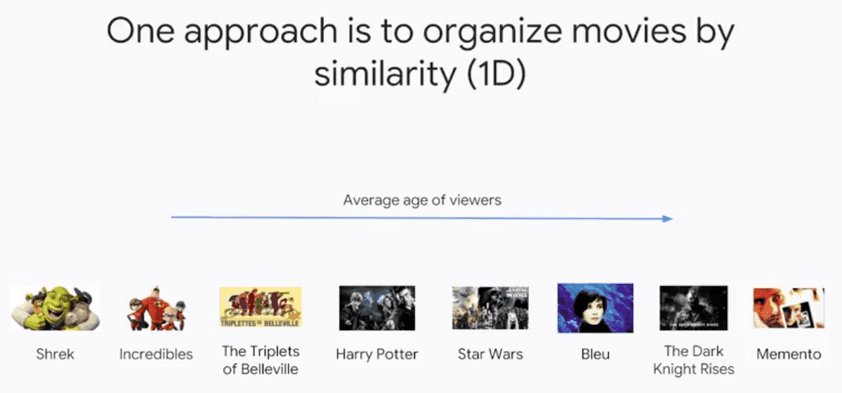 One approach is to organize movies by
similarity (1D)
Average age of viewers
TRIPLETTES DE BELLEVILLE
Shrek
Incredibles
The Triplets
of Belleville
Harry Potter
Star Wars
Bleu
The Dark
Knight Rises
Memento